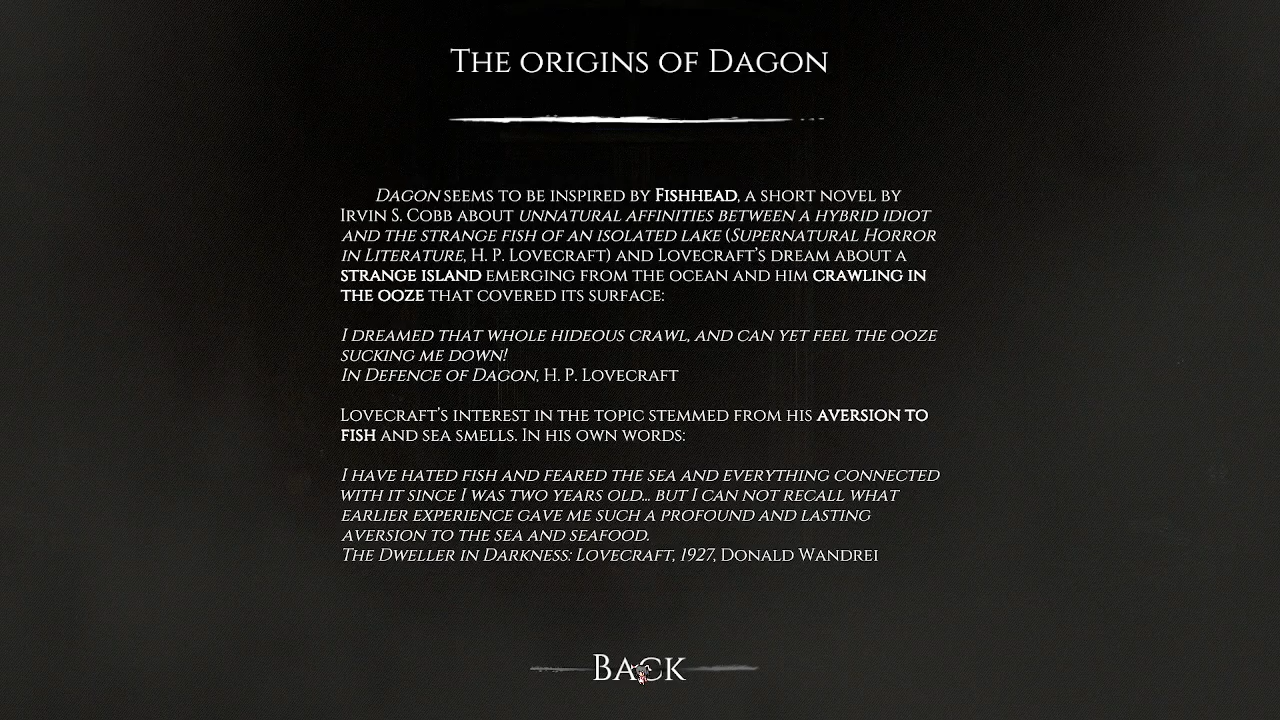 The origins of Dagon
Dagon seems to be inspired by Fishhead, a short novel by
Irvin S. Cobb about unnatural affinities between a hybrid idiot
and the strange fish of an isolated lake (Supernatural Horror
in Literature, H. P. Lovecraft) and Lovecraft's dream about a
strange island emerging from the ocean and him crawling in
the ooze that covered its surface:
I dreamed that whole hideous crawl, and can yet feel the ooze
sucking me down!
In Defence of Dagon, H. P. Lovecraft
Lovecraft's interest in the topic stemmed from his aversion to
fish and sea smells. In his own words:
I have hated fish and feared the sea and everything connected
with it since I was two years old... but I can not recall what
earlier experience gave me such a profound and lasting
aversion to the sea and seafood.
The Dweller in Darkness: Lovecraft, 1927, Donald Wandrei
Back